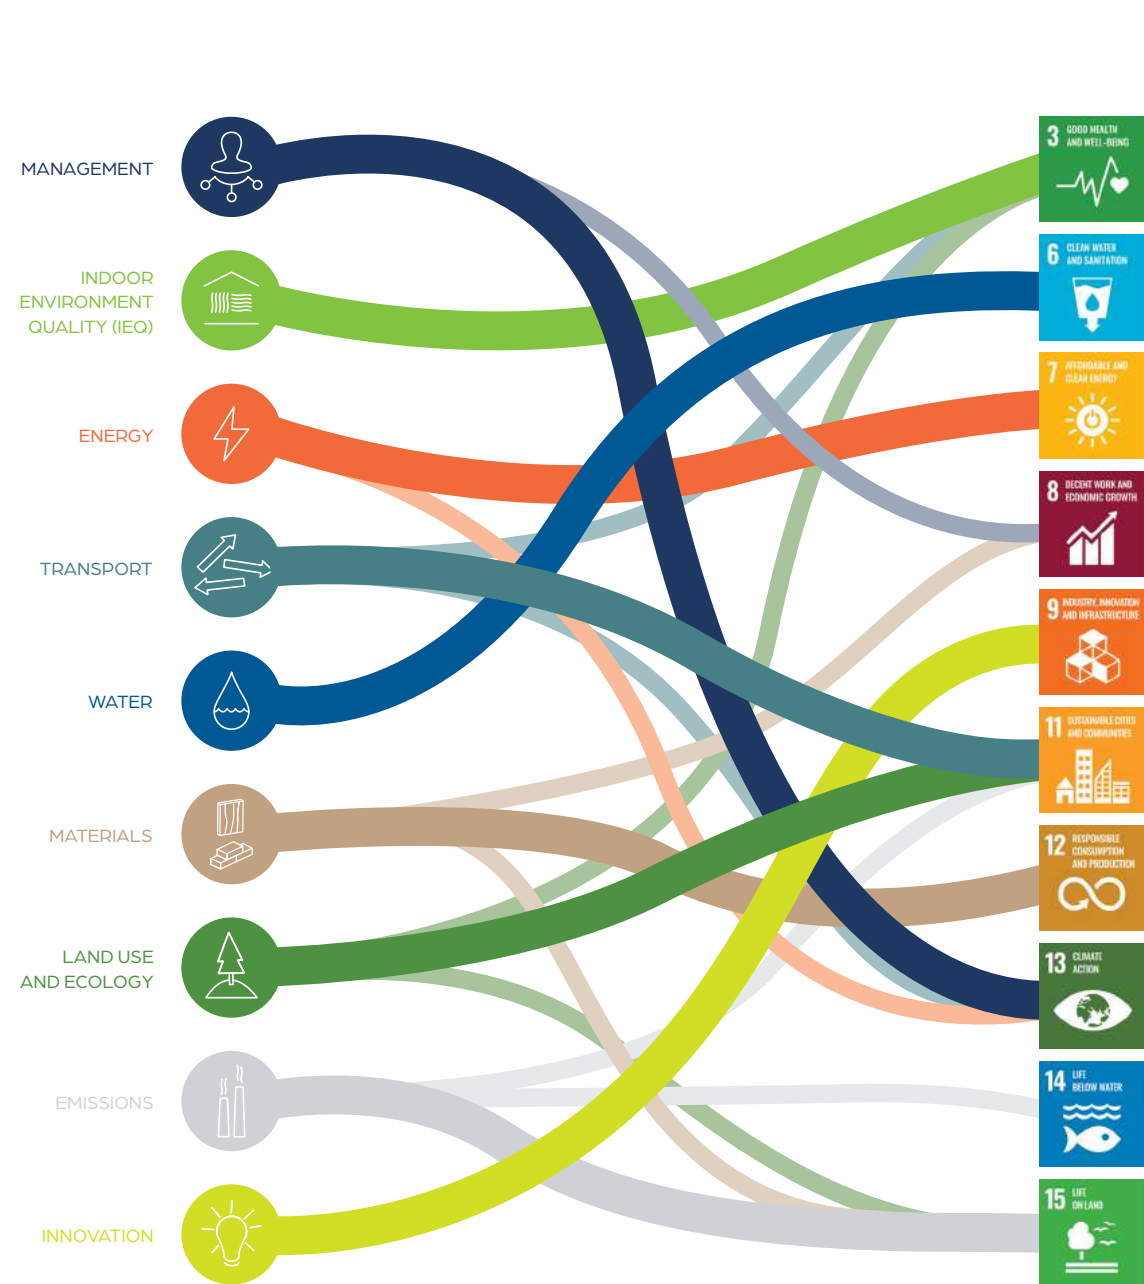 MANAGEMENT
INDOOR
ENVIRONMENT
QUALITY (IEQ)
ENERGY
TRANSPORT
WATER
MATERIALS
LAND USE
AND ECOLOGY
EMISSIONS
INNOVATION
3 GOOD HEALTH
AND WELL-BEING
6 CLEAN WATER
AND SANITATION
7 AFFORDABLE AND
CLEAN ENERGY
8 DECENT WORK AND
ECONOMIC GROWTH
9 INDUSTRY, INNOVATION
AND INFRASTRUCTURE
11 SUSTAINABLE CITIES
AND COMMUNITIES
12 RESPONSIBLE
CONSUMPTION
AND PRODUCTION
13 CLIMATE
ACTION
14 LIFE
BELOW WATER
15 LIFE
ON LAND